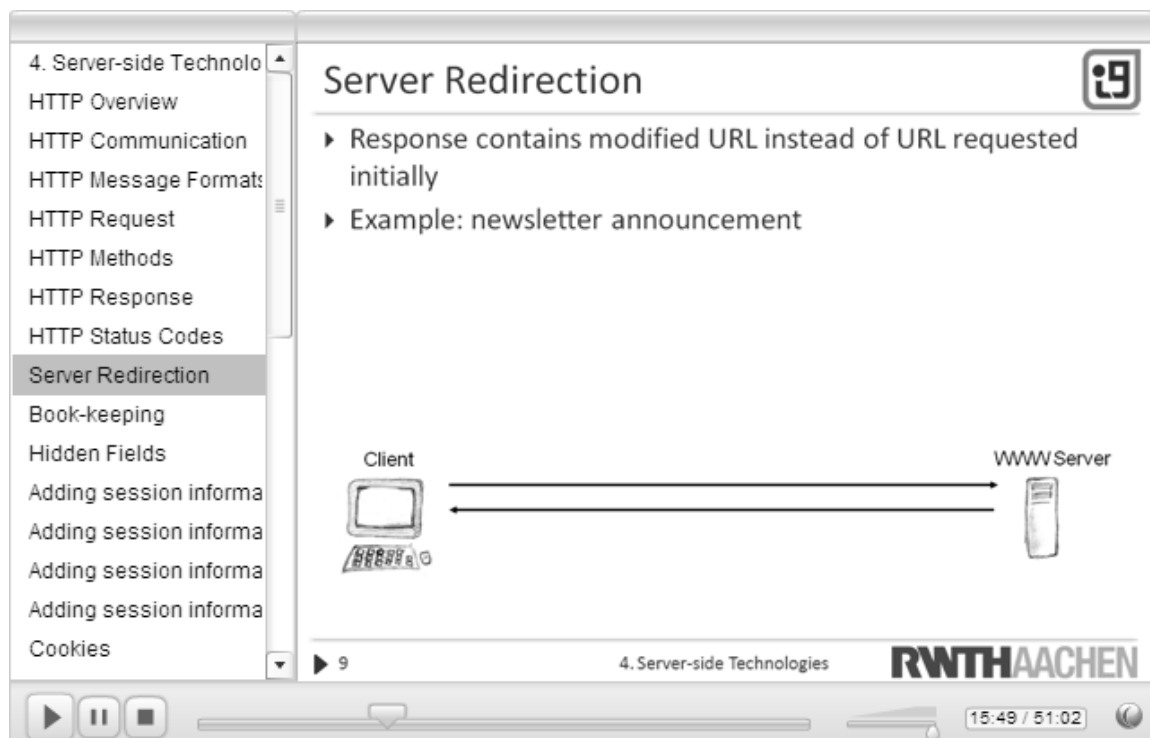 4. Server-side Technolo
HTTP Overview
HTTP Communication
HTTP Message Formats
HTTP Request
HTTP Methods
HTTP Response
HTTP Status Codes
Server Redirection
Book-keeping
Hidden Fields
Adding session informa
Adding session informa
Adding session informa
Adding session informa
Cookies
Server Redirection
i9
Response contains modified URL instead of URL requested
initially
Example: newsletter announcement
Client
WWW Server
9
4. Server-side Technologies
RWTHAACHEN
15:49 / 51:02